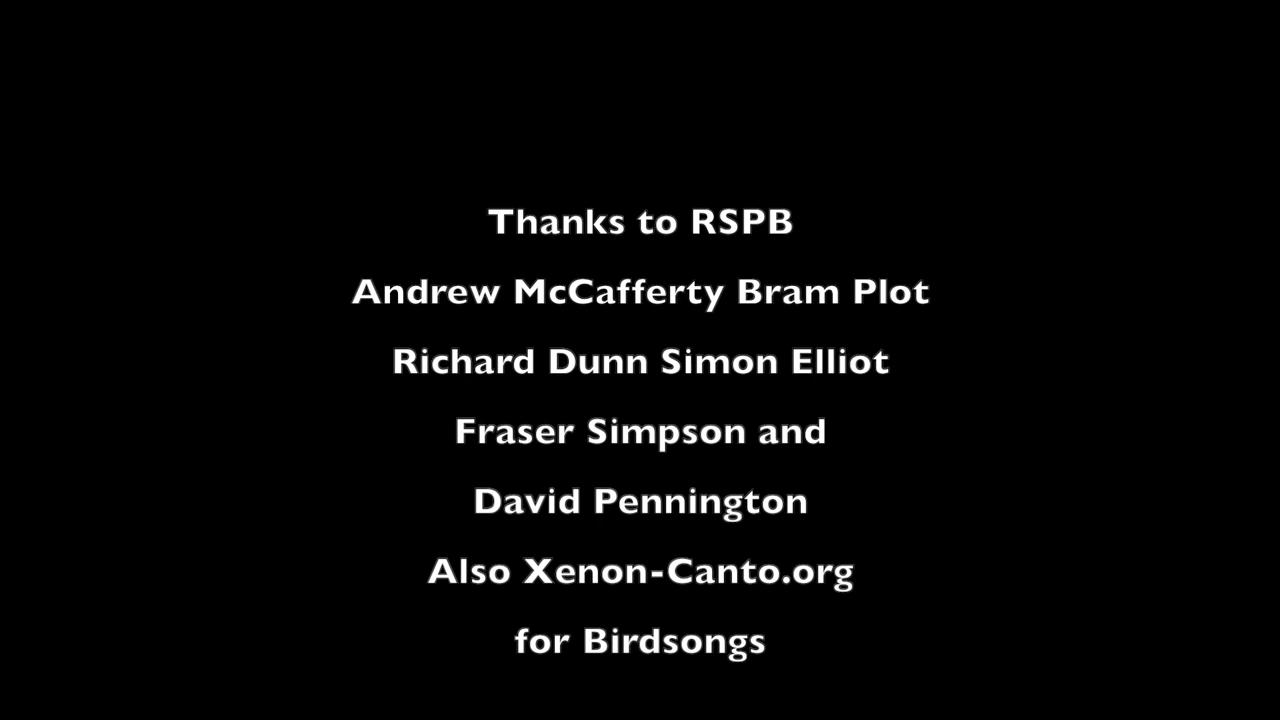 Thanks to RSPB
Andrew McCafferty Bram Plot
Richard Dunn Simon Elliot
Fraser Simpson and
David Pennington
Also Xenon-Canto.org
for Birdsongs